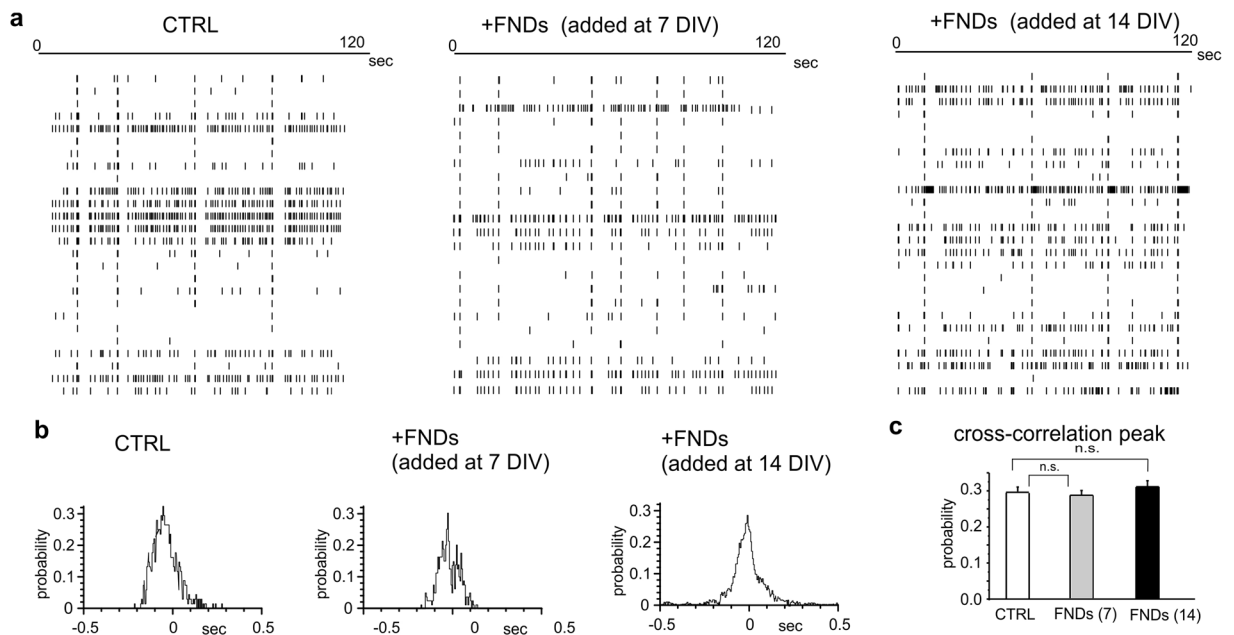 a
CTRL
0 120
sec
+FNDs (added at 7 DIV)
0 120
sec
+FNDs (added at 14 DIV)
0 120
sec
b
CTRL
probability
0.3
0.2
0.1
0
-0.5 0 sec 0.5
+FNDs
(added at 7 DIV)
probability
0.3
0.2
0.1
0
-0.5 0 sec 0.5
+FNDs
(added at 14 DIV)
probability
0.3
0.2
0.1
0
-0.5 0 sec 0.5
c
cross-correlation peak
n.s.
n.s.
probability
0.3
0.2
0.1
0.0
CTRL FNDs (7) FNDs (14)